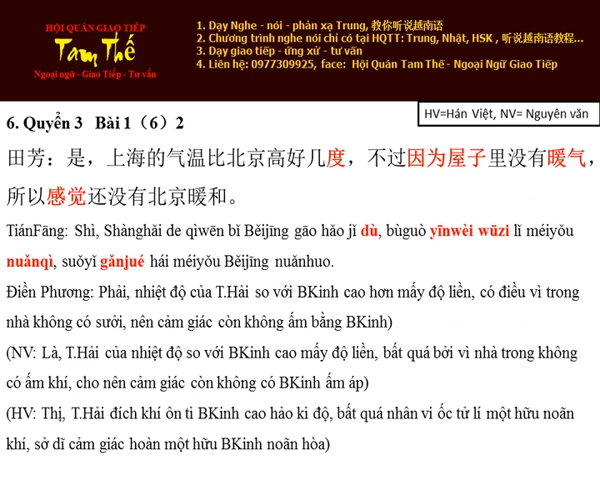 HỘI QUÁN GIAO TIẾP
Tam Thế
Ngoại ngữ - Giao Tiếp - Tư vấn
1. Dạy Nghe - nói - phản xạ Trung, 教你听说越南语
2. Chương trình nghe nói chỉ có tại HQTT: Trung, Nhật, HSK , 听说越南语教程...
3. Dạy giao tiếp - ứng xử - tư vấn
4. Liên hệ: 0977309925, face: Hội Quán Tam Thế - Ngoại Ngữ Giao Tiếp
HV=Hán Việt, NV= Nguyên văn
6. Quyển 3 Bài 1（6）2
田芳：是，上海的气温比北京高好几度，不过因为屋子里没有暖气，
所以感觉还没有北京暖和。
TiánFāng: Shì, Shànghǎi de qìwēn bǐ Běijīng gāo hǎo jǐ dù, bùguò yīnwèi wūzi lǐ méiyǒu
nuǎnqì, suǒyǐ gǎnjué hái méiyǒu Běijīng nuǎnhuo.
Điền Phương: Phải, nhiệt độ của T.Hải so với BKinh cao hơn mấy độ liền, có điều vì trong
nhà không có sưởi, nên cảm giác còn không ấm bằng BKinh)
(NV: Là, T.Hải của nhiệt độ so với BKinh cao mấy độ liền, bất quá bởi vì nhà trong không
có ấm khí, cho nên cảm giác còn không có BKinh ấm áp)
(HV: Thị, T.Hải đích khí ôn tỉ BKinh cao hảo ki độ, bất quá nhân vi ốc tử lí một hữu noãn
khí, sở dĩ cảm giác hoàn một hữu BKinh noãn hòa)